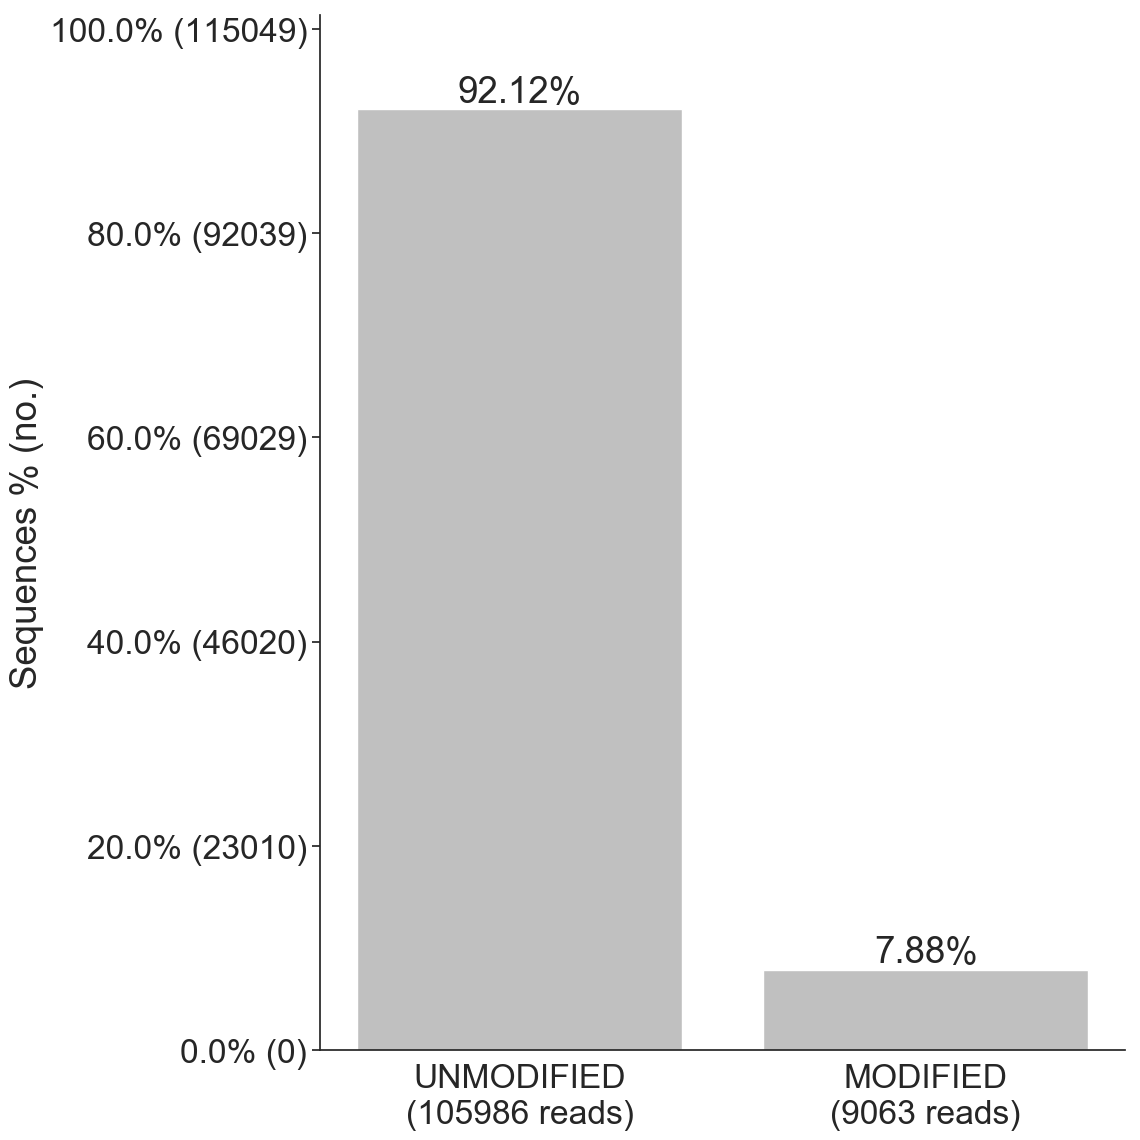 100.0% (115049)
92.12%
80.0% (92039)
60.0% (69029)
Sequences % (no.)
40.0% (46020)
20.0% (23010)
7.88%
0.0% (0)
UNMODIFIED
(105986 reads)
MODIFIED
(9063 reads)